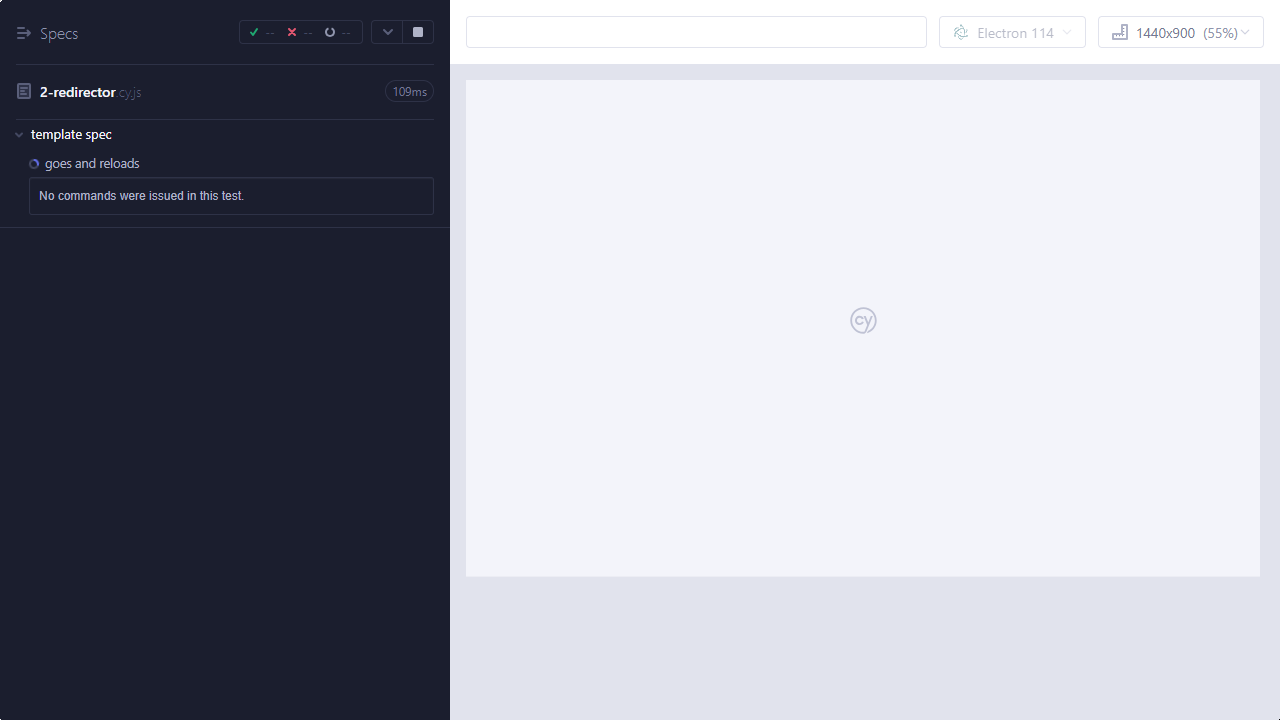 Specs
-- -- --
2-redirector.cy.js
109ms
template spec
goes and reloads
No commands were issued in this test.
Electron 114
1440x900 (55%)
cy